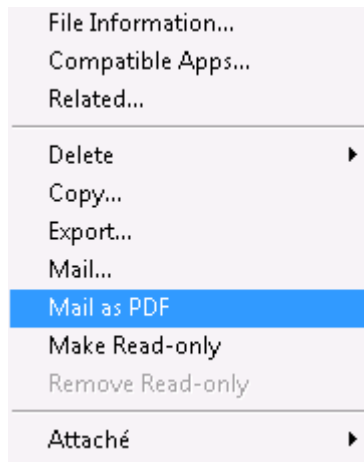 File Information...
Compatible Apps...
Related...
Delete
Copy...
Export...
Mail...
Mail as PDF
Make Read-only
Remove Read-only
Attaché